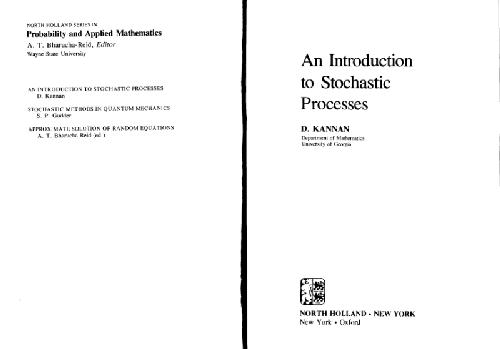 NORTH HOLLAND SERIES IN
Probability and Applied Mathematics
A. T. Bharucha-Reid, Editor
Wayne State University
AN INTRODUCTION TO STOCHASTIC PROCESSES
D. Kannan
STOCHASTIC METHODS IN QUANTUM MECHANICS
S. P. Gudder
APPROXIMATE SOLUTION OF RANDOM EQUATIONS
A. T. Bharucha-Reid (ed.)
An Introduction
to Stochastic
Processes
D. KANNAN
Department of Mathematics
University of Georgia
NORTH HOLLAND • NEW YORK
New York • Oxford